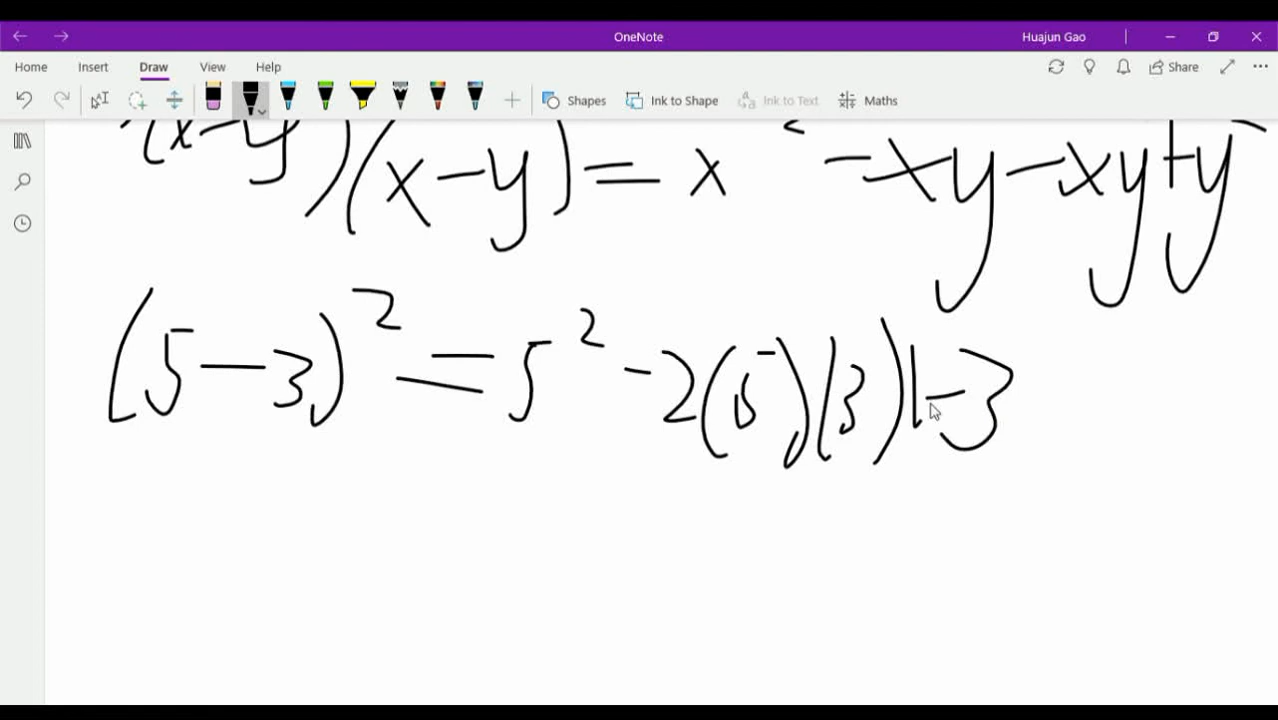 OneNote
Huajun Gao
Home Insert Draw View Help
Share
Shapes Ink to Shape Ink to Text Maths
(x-y)(x-y)=x²-xy-xy+y
(5-3)²=5²-2(5)(3)+3